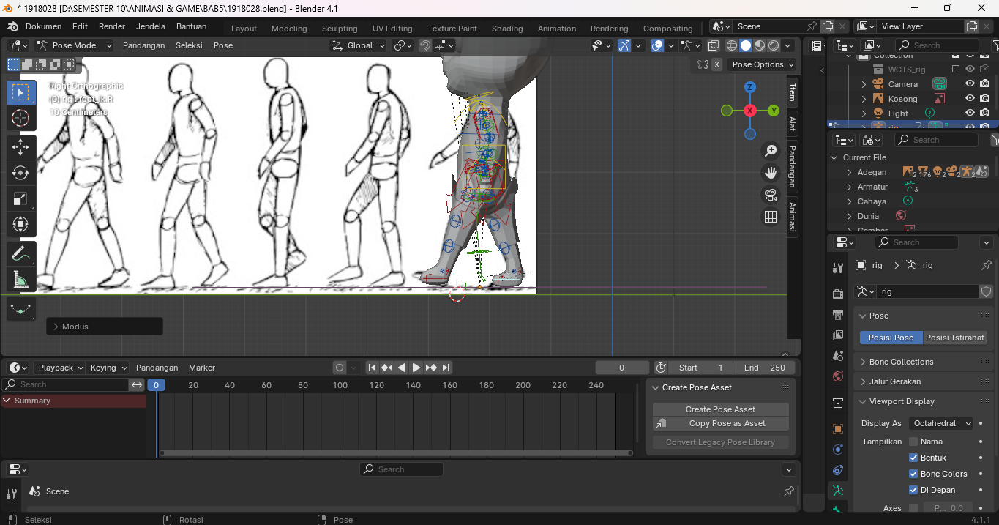 * 1918028 [D:\SEMESTER 10\ANIMASI & GAME\BAB5\1918028.blend] - Blender 4.1
Dokumen Edit Render Jendela Bantuan Layout Modeling Sculpting UV Editing Texture Paint Shading Animation Rendering Compositing Scene View Layer
Pose Mode Pandangan Seleksi Pose Global
X Pose Options
Right Orthographic
(0) rig : foot_ik.R
10 Centimeters
Z
X
Y
Item
Alat
Pandangan
Animasi
Modus
Search
Collection
WGTS_rig
Camera
Kosong
Light
rig
Search
Current File
Adegan 2 176 2 2 2
Armatur 3
Cahaya
Dunia
Gambar
Search
rig > rig
rig
Pose
Posisi Pose Posisi Istirahat
Bone Collections
Jalur Gerakan
Viewport Display
Display As Octahedral
Tampilkan Nama
Bentuk
Bone Colors
Di Depan
Axes P... 0.0
Playback Keying Pandangan Marker 0 Start 1 End 250
Search 0 20 40 60 80 100 120 140 160 180 200 220 240
Summary
Create Pose Asset
Create Pose Asset
Copy Pose as Asset
Convert Legacy Pose Library
Search
Scene
Seleksi Rotasi Pose 4.1.1